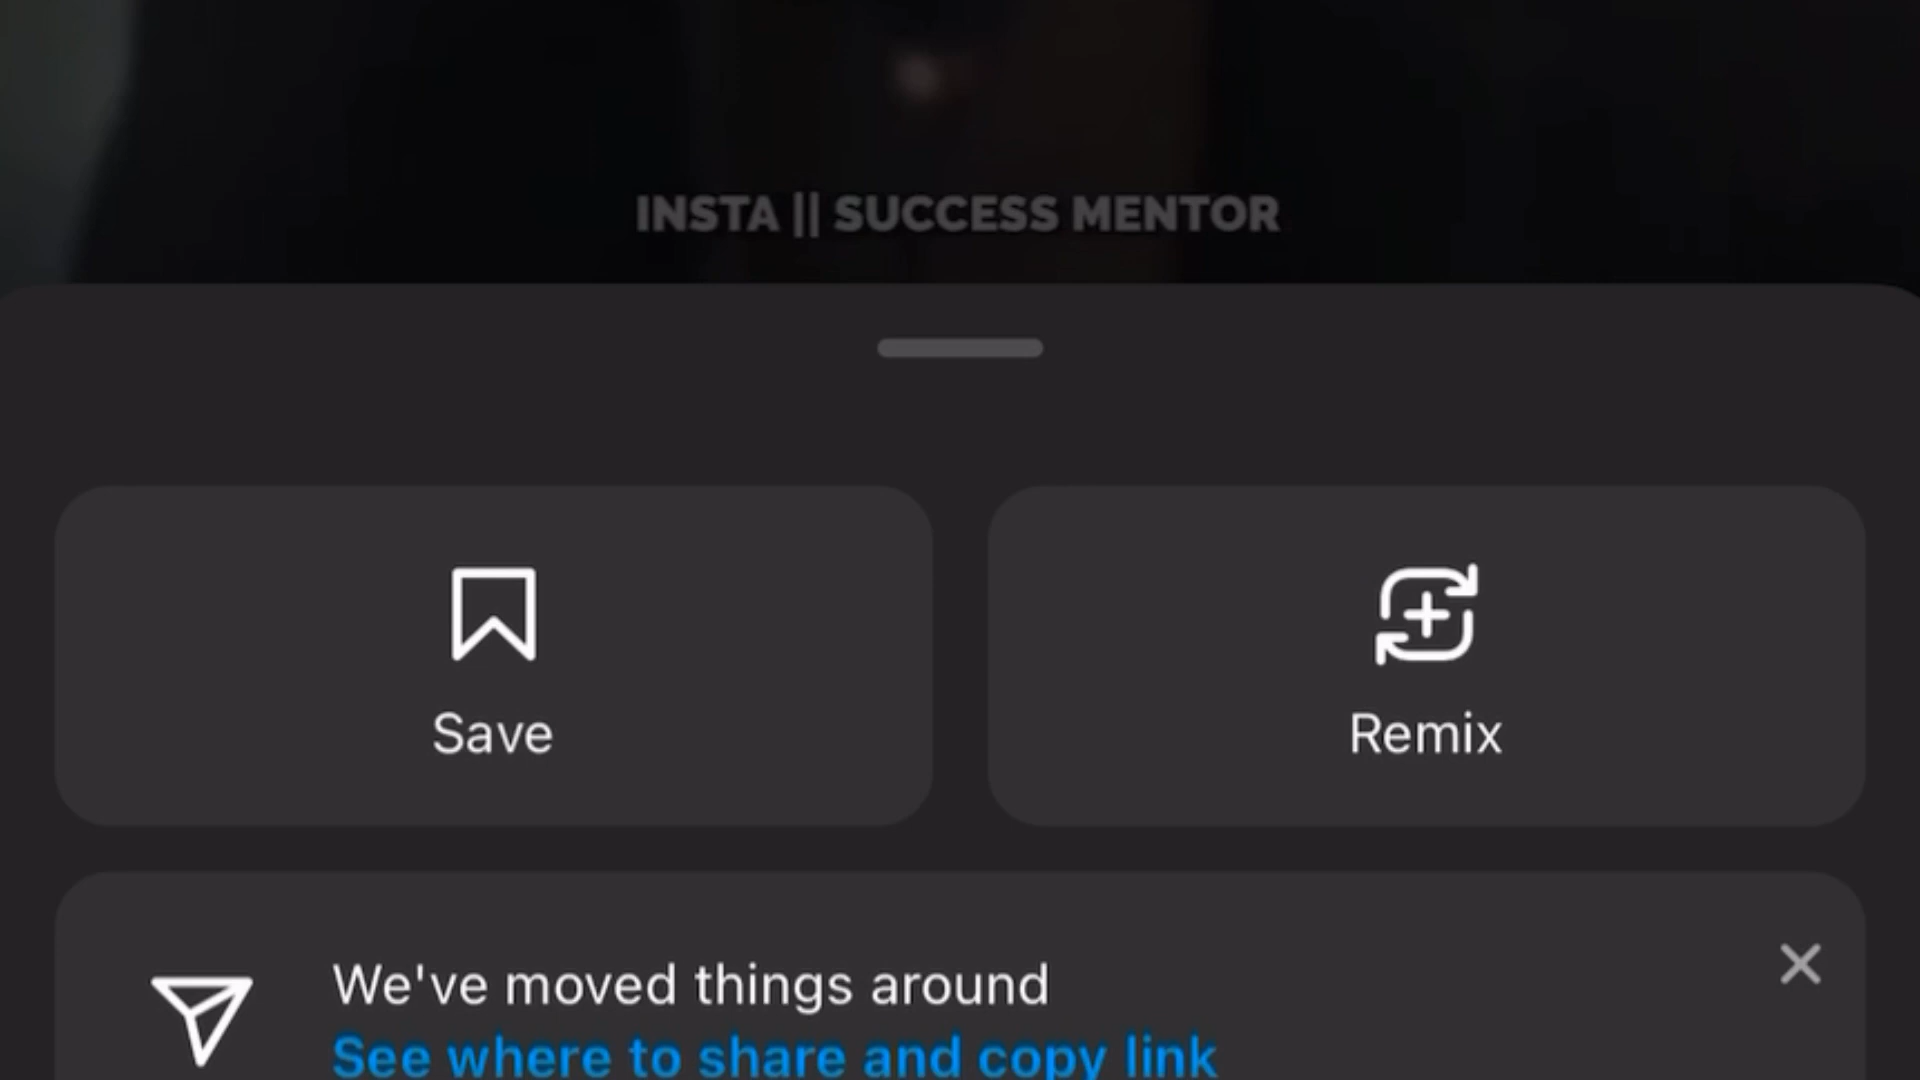 INSTA || SUCCESS MENTOR
Save
Remix
We've moved things around
See where to share and copy link